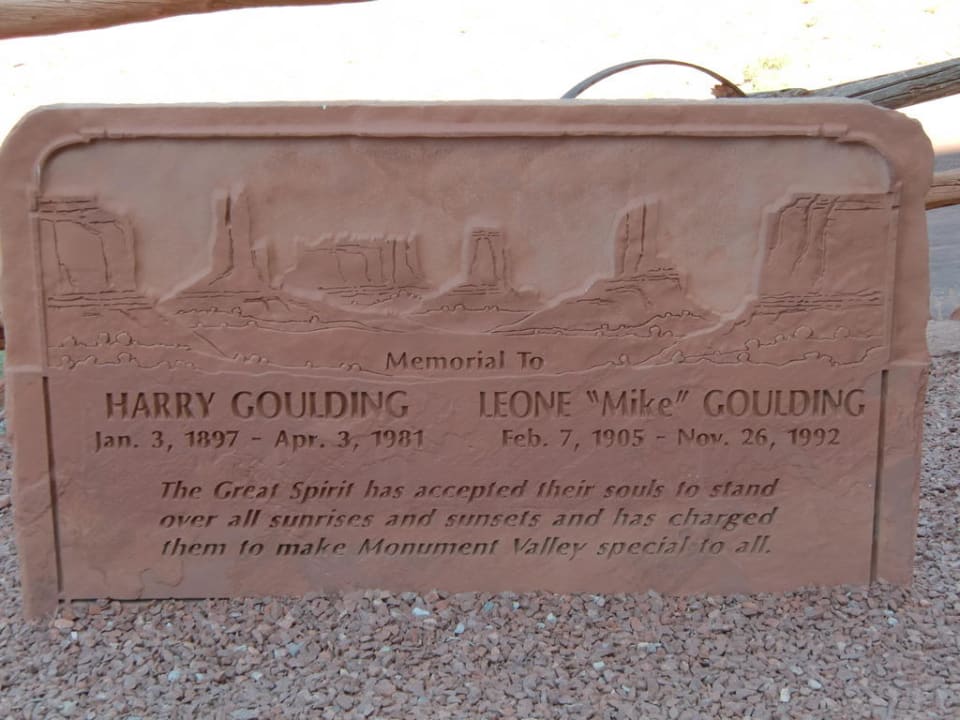 Memorial To
HARRY GOULDING LEONE "Mike" GOULDING
Jan. 3, 1897 - Apr. 3, 1981 Feb. 7, 1905 - Nov. 26, 1992
The Great Spirit has accepted their souls to stand
over all sunrises and sunsets and has charged
them to make Monument Valley special to all.